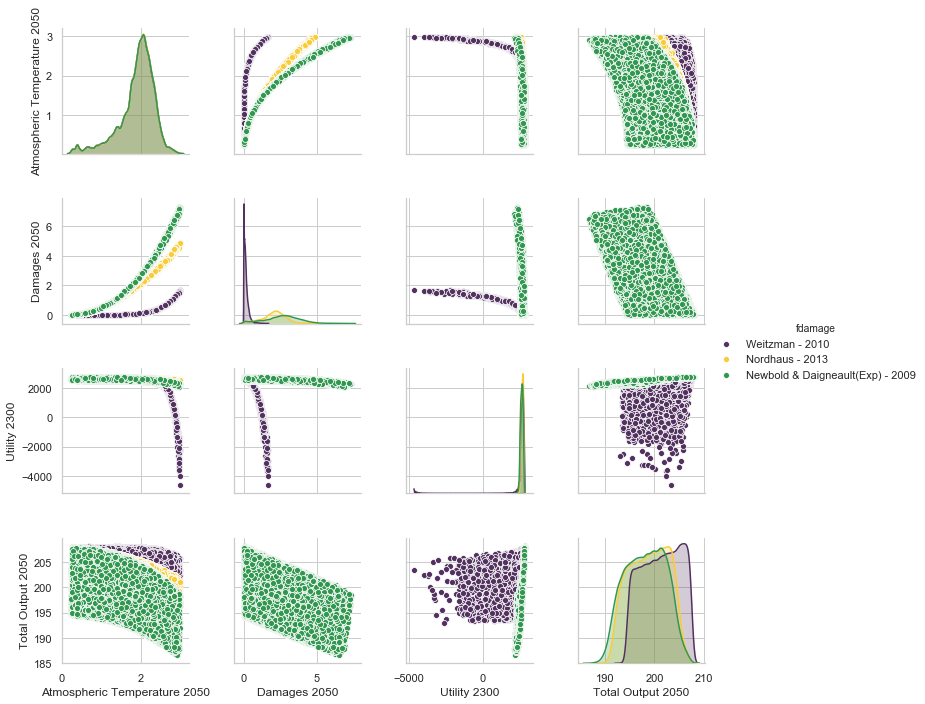 Atmospheric Temperature 2050
3
2
1
Damages 2050
6
4
2
0
fdamage
Weitzman - 2010
Nordhaus - 2013
Newbold & Daigneault(Exp) - 2009
Utility 2300
2000
0
−2000
−4000
Total Output 2050
205
200
195
190
185
0 2 0 5 −5000 0 190 200 210
Atmospheric Temperature 2050 Damages 2050 Utility 2300 Total Output 2050